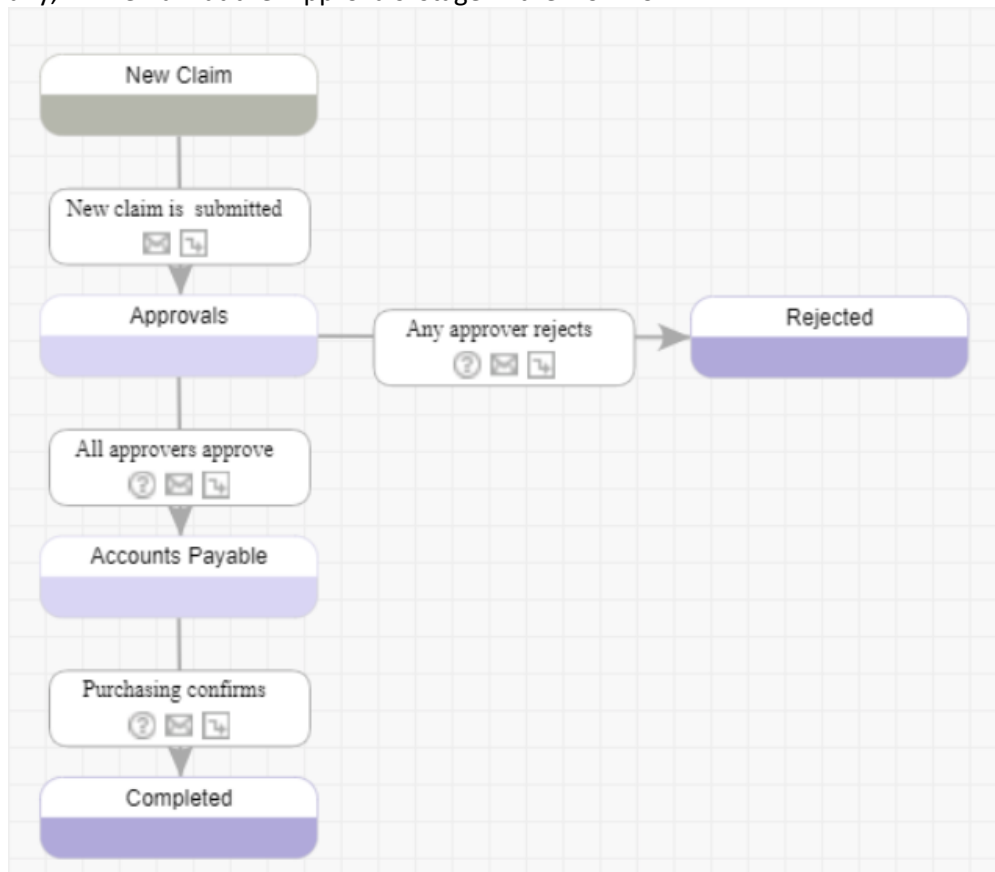 New Claim
New claim is submitted
Approvals
Any approver rejects
Rejected
All approvers approve
Accounts Payable
Purchasing confirms
Completed